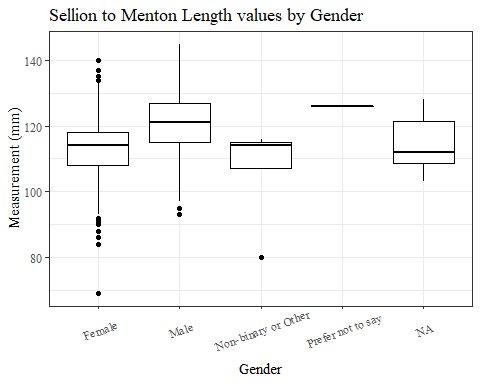 Sellion to Menton Length values by Gender
Measurement (mm)
140
120
100
80
Female
Male
Non-binary or Other
Prefer not to say
NA
Gender